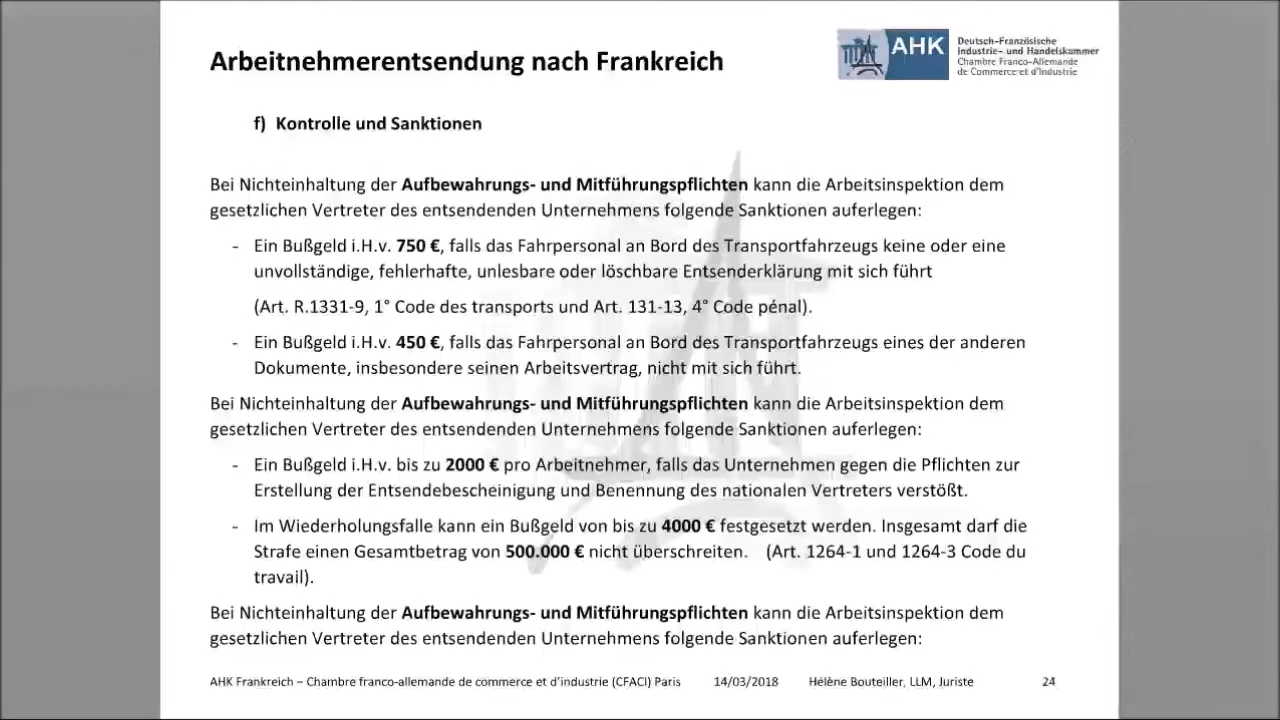 Arbeitnehmerentsendung nach Frankreich
AHK
Deutsch-Französische
Industrie- und Handelskammer
Chambre Franco-Allemande
de Commerce et d'Industrie
f) Kontrolle und Sanktionen
Bei Nichteinhaltung der Aufbewahrungs- und Mitführungspflichten kann die Arbeitsinspektion dem
gesetzlichen Vertreter des entsendenden Unternehmens folgende Sanktionen auferlegen:
- Ein Bußgeld i.H.v. 750 €, falls das Fahrpersonal an Bord des Transportfahrzeugs keine oder eine
unvollständige, fehlerhafte, unlesbare oder löschbare Entsenderklärung mit sich führt
(Art. R.1331-9, 1° Code des transports und Art. 131-13, 4° Code pénal).
- Ein Bußgeld i.H.v. 450 €, falls das Fahrpersonal an Bord des Transportfahrzeugs eines der anderen
Dokumente, insbesondere seinen Arbeitsvertrag, nicht mit sich führt.
Bei Nichteinhaltung der Aufbewahrungs- und Mitführungspflichten kann die Arbeitsinspektion dem
gesetzlichen Vertreter des entsendenden Unternehmens folgende Sanktionen auferlegen:
- Ein Bußgeld i.H.v. bis zu 2000 € pro Arbeitnehmer, falls das Unternehmen gegen die Pflichten zur
Erstellung der Entsendebescheinigung und Benennung des nationalen Vertreters verstößt.
- Im Wiederholungsfalle kann ein Bußgeld von bis zu 4000 € festgesetzt werden. Insgesamt darf die
Strafe einen Gesamtbetrag von 500.000 € nicht überschreiten. (Art. 1264-1 und 1264-3 Code du
travail).
Bei Nichteinhaltung der Aufbewahrungs- und Mitführungspflichten kann die Arbeitsinspektion dem
gesetzlichen Vertreter des entsendenden Unternehmens folgende Sanktionen auferlegen:
AHK Frankreich – Chambre franco-allemande de commerce et d'industrie (CFACI) Paris 14/03/2018 Hélène Bouteiller, LLM, Juriste 24